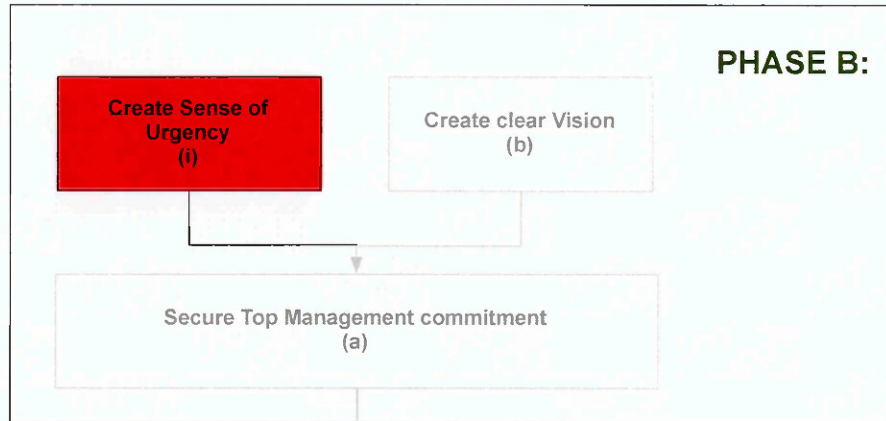 PHASE B:
Create Sense of
Urgency
(i)
Create clear Vision
(b)
Secure Top Management commitment
(a)